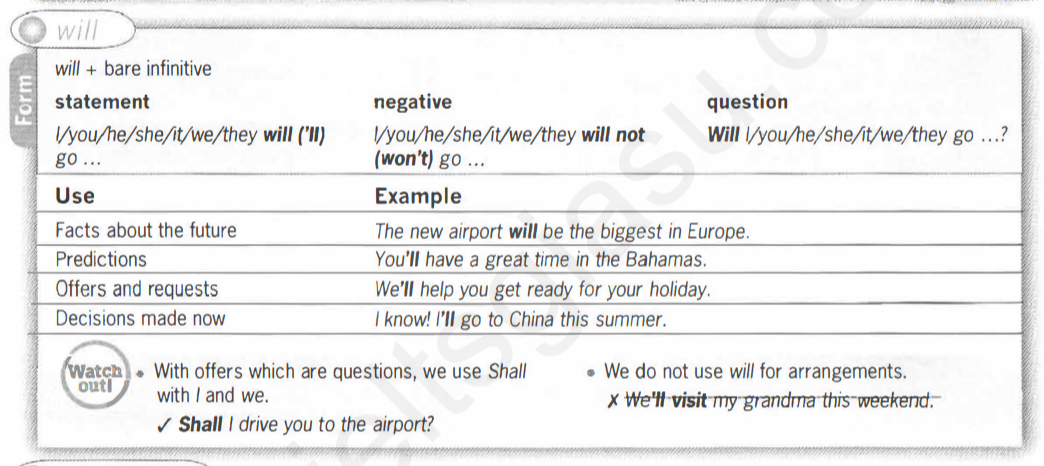 will
Form
will + bare infinitive
statement negative question
I/you/he/she/it/we/they will ('ll) I/you/he/she/it/we/they will not Will I/you/he/she/it/we/they go ...?
go ... (won't) go ...
Use Example
Facts about the future The new airport will be the biggest in Europe.
Predictions You'll have a great time in the Bahamas.
Offers and requests We'll help you get ready for your holiday.
Decisions made now I know! I'll go to China this summer.
Watch out!
• With offers which are questions, we use Shall
with I and we.
✓ Shall I drive you to the airport?
• We do not use will for arrangements.
✗ We'll visit my grandma this weekend.